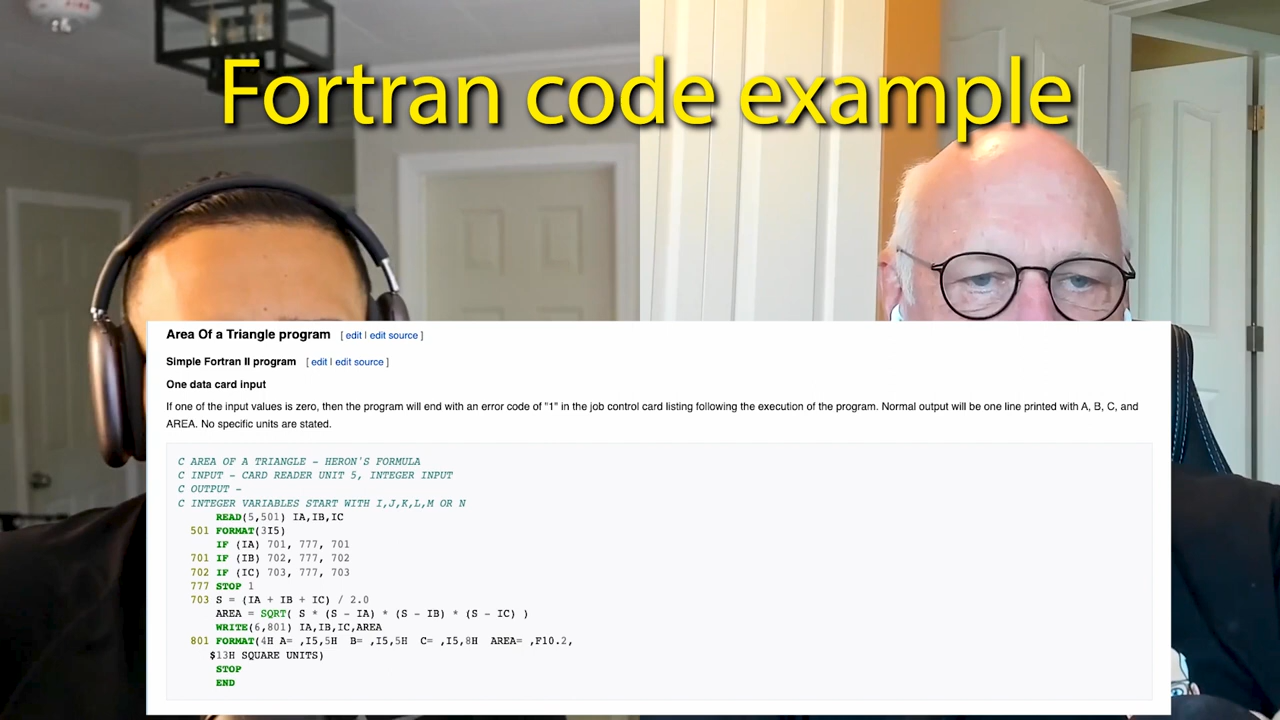 Fortran code example
Area Of a Triangle program [ edit | edit source ]
Simple Fortran II program [ edit | edit source ]
One data card input
If one of the input values is zero, then the program will end with an error code of "1" in the job control card listing following the execution of the program. Normal output will be one line printed with A, B, C, and
AREA. No specific units are stated.
C AREA OF A TRIANGLE - HERON'S FORMULA
C INPUT - CARD READER UNIT 5, INTEGER INPUT
C OUTPUT -
C INTEGER VARIABLES START WITH I,J,K,L,M OR N
      READ(5,501) IA,IB,IC
  501 FORMAT(3I5)
      IF (IA) 701, 777, 701
  701 IF (IB) 702, 777, 702
  702 IF (IC) 703, 777, 703
  777 STOP 1
  703 S = (IA + IB + IC) / 2.0
      AREA = SQRT( S * (S - IA) * (S - IB) * (S - IC) )
      WRITE(6,801) IA,IB,IC,AREA
  801 FORMAT(4H A= ,I5,5H  B= ,I5,5H  C= ,I5,8H  AREA= ,F10.2,
     $13H SQUARE UNITS)
      STOP
      END